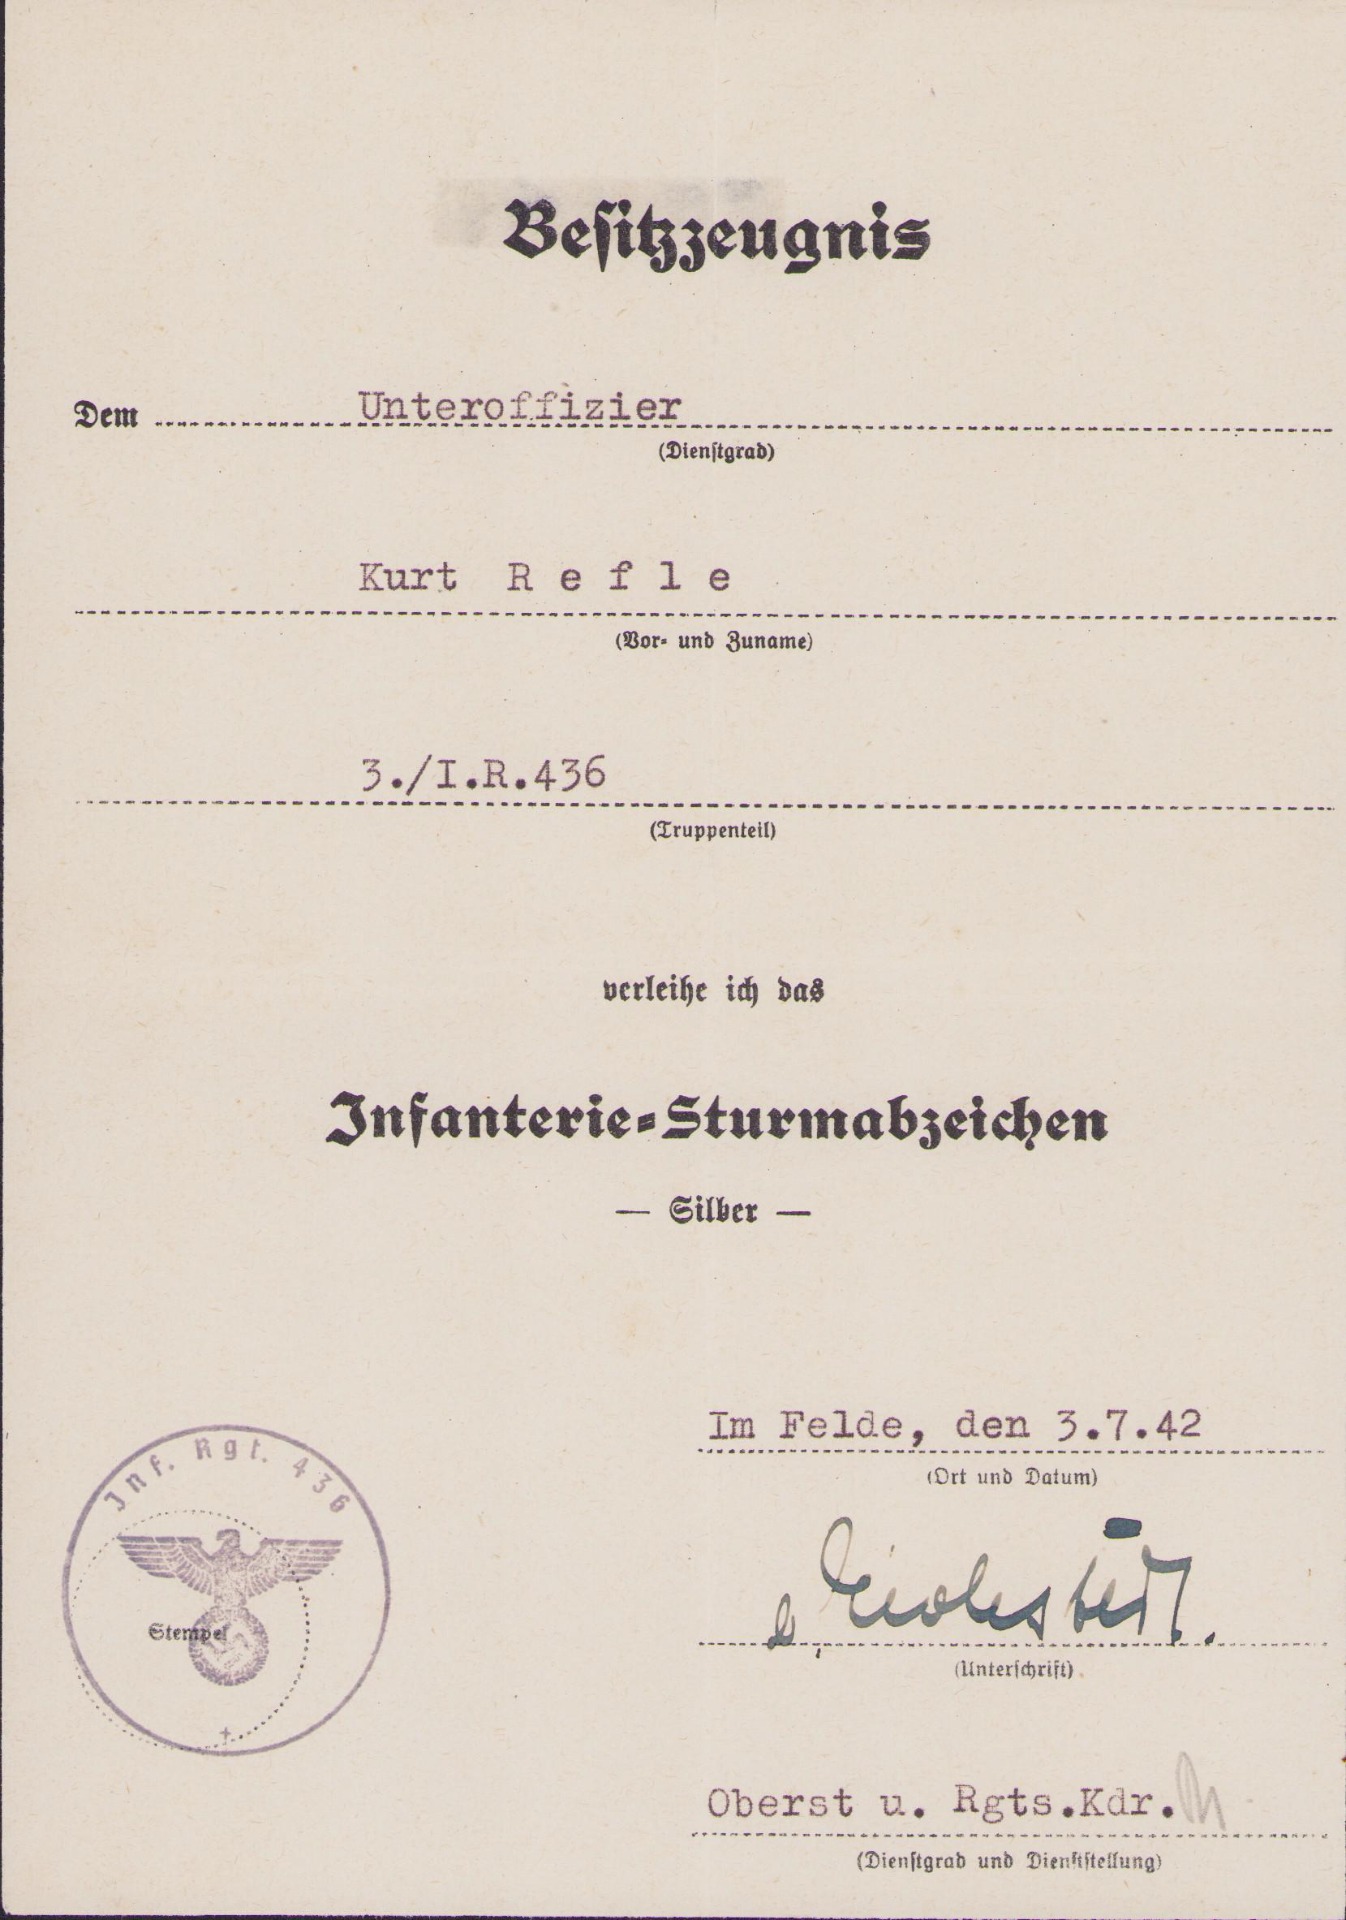 Besitzzeugnis
Dem Unteroffizier
(Dienstgrad)
Kurt R e f l e
(Vor- und Zuname)
3./I.R.436
(Truppenteil)
verleihe ich das
Infanterie-Sturmabzeichen
— Silber —
Im Felde, den 3.7.42
(Ort und Datum)
Inf. Rgt. 436
Stempel
(Unterschrift)
Oberst u. Rgts.Kdr.
(Dienstgrad und Dienststellung)